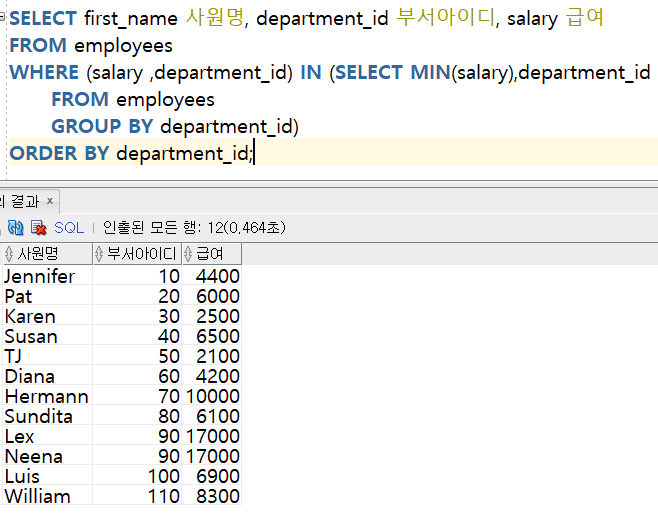 SELECT first_name 사원명, department_id 부서아이디, salary 급여
FROM employees
WHERE (salary ,department_id) IN (SELECT MIN(salary),department_id
FROM employees
GROUP BY department_id)
ORDER BY department_id;
의 결과 x
SQL | 인출된 모든 행: 12(0,464초)
사원명 부서아이디 급여
Jennifer 10 4400
Pat 20 6000
Karen 30 2500
Susan 40 6500
TJ 50 2100
Diana 60 4200
Hermann 70 10000
Sundita 80 6100
Lex 90 17000
Neena 90 17000
Luis 100 6900
William 110 8300